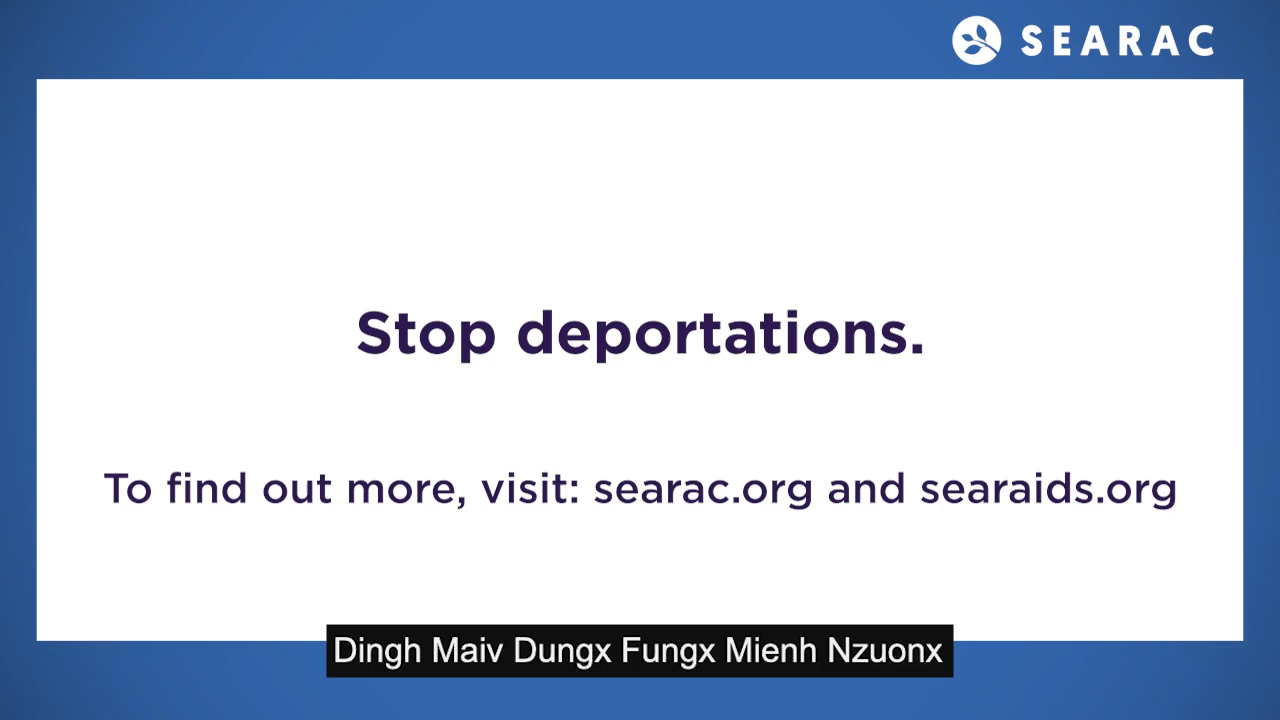 SEARAC
Stop deportations.
To find out more, visit: searac.org and searaids.org
Dingh Maiv Dungx Fungx Mienh Nzuonx